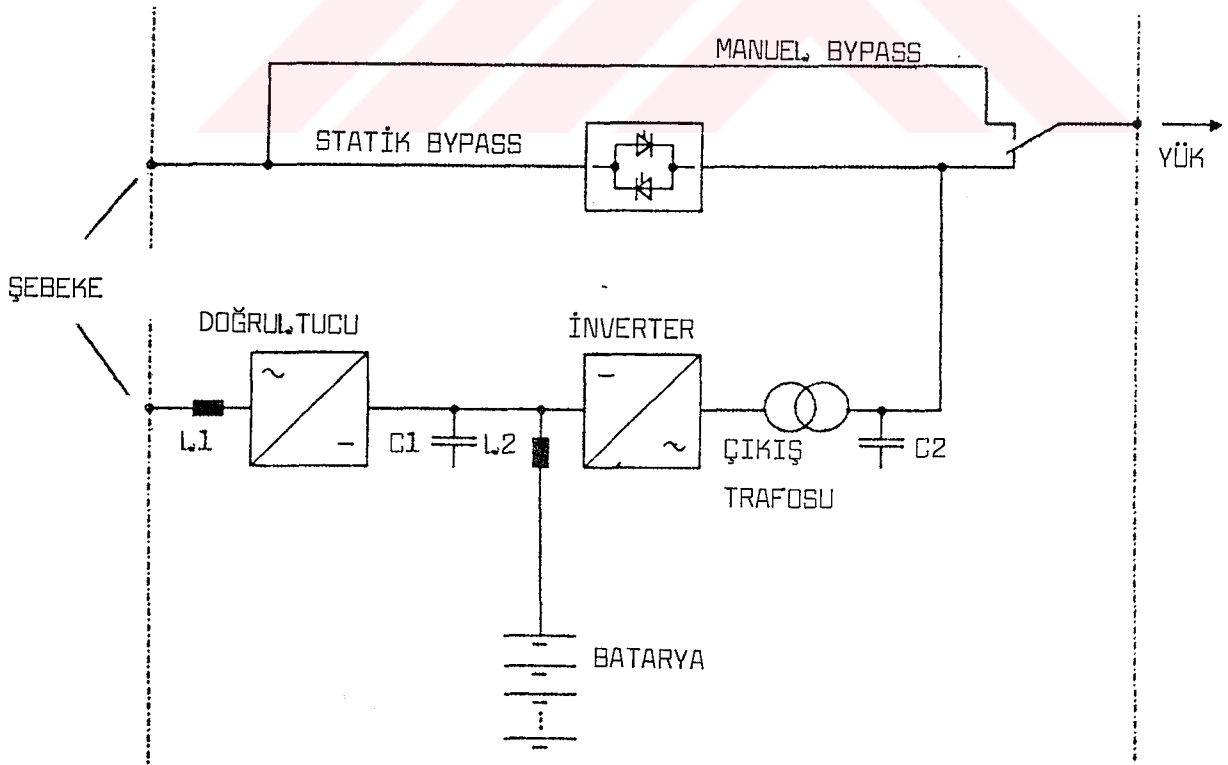 MANUEL BYPASS
STATİK BYPASS
YÜK
ŞEBEKE
DOĞRULTUCU
İNVERTER
L1
C1
L2
ÇIKIŞ
TRAFOSU
C2
BATARYA